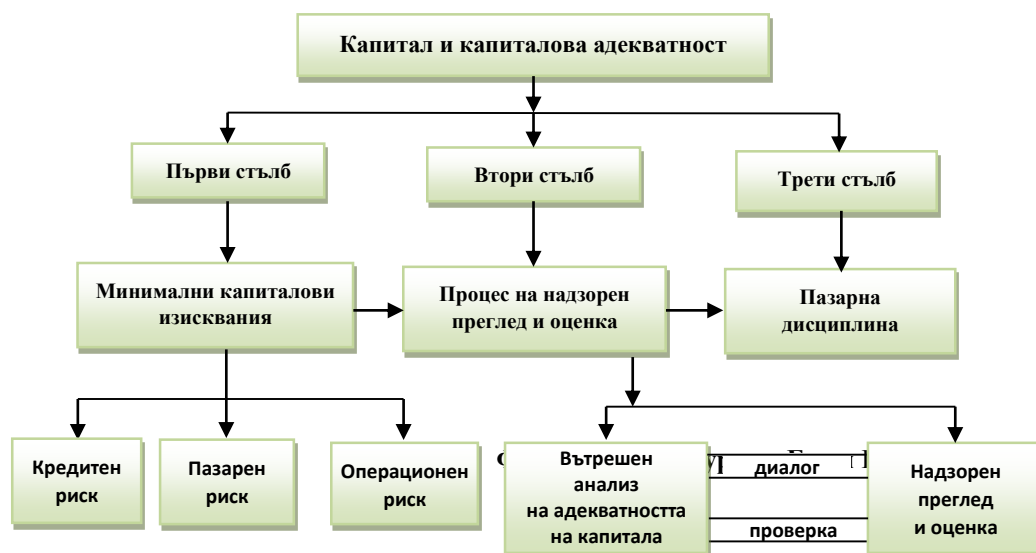 Капитал и капиталова адекватност
Първи стълб
Втори стълб
Трети стълб
Минимални капиталови
изисквания
Процес на надзорен
преглед и оценка
Пазарна
дисциплина
Кредитен
риск
Пазарен
риск
Операционен
риск
Вътрешен
анализ
на адекватността
на капитала
диалог
проверка
Надзорен
преглед
и оценка